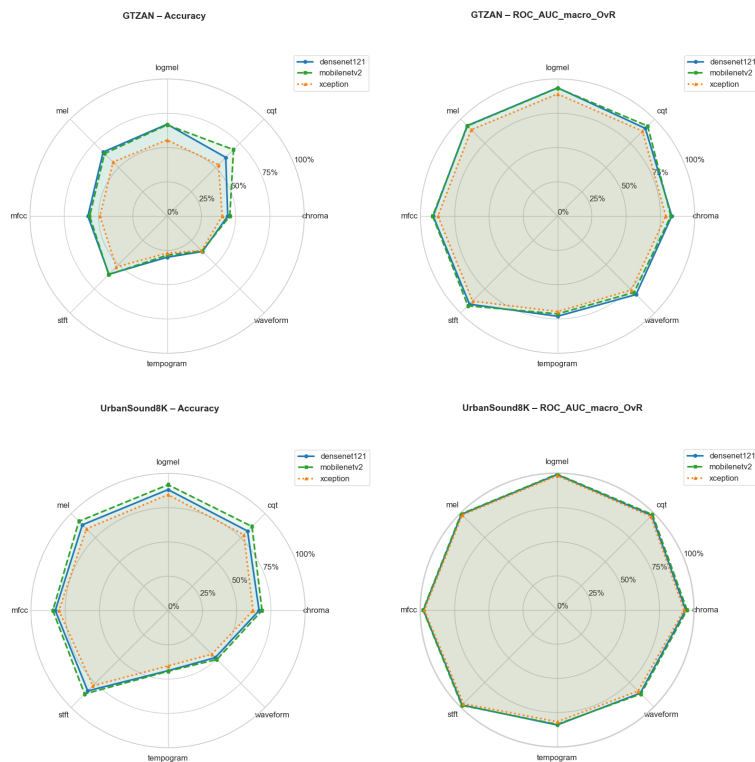 GTZAN – Accuracy
logmel
densenet121
mobilenetv2
xception
mel
cqt
100%
75%
50%
25%
0%
mfcc
chroma
stft
waveform
tempogram
GTZAN – ROC_AUC_macro_OvR
logmel
densenet121
mobilenetv2
xception
mel
cqt
100%
75%
50%
25%
0%
mfcc
chroma
stft
waveform
tempogram
UrbanSound8K – Accuracy
logmel
densenet121
mobilenetv2
xception
mel
cqt
100%
75%
50%
25%
0%
mfcc
chroma
stft
waveform
tempogram
UrbanSound8K – ROC_AUC_macro_OvR
logmel
densenet121
mobilenetv2
xception
mel
cqt
100%
75%
50%
25%
0%
mfcc
chroma
stft
waveform
tempogram